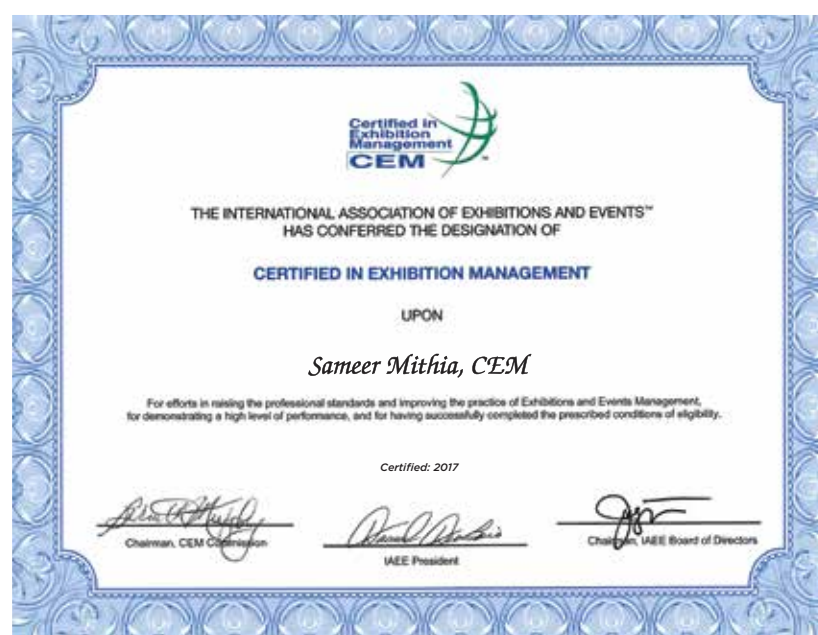 Certified in
Exhibition
Management
CEM
THE INTERNATIONAL ASSOCIATION OF EXHIBITIONS AND EVENTS™
HAS CONFERRED THE DESIGNATION OF
CERTIFIED IN EXHIBITION MANAGEMENT
UPON
Sameer Mithia, CEM
For efforts in raising the professional standards and improving the practice of Exhibitions and Events Management,
for demonstrating a high level of performance, and for having successfully completed the prescribed conditions of eligibility.
Certified: 2017
Chairman, CEM Commission
IAEE President
Chairman, IAEE Board of Directors